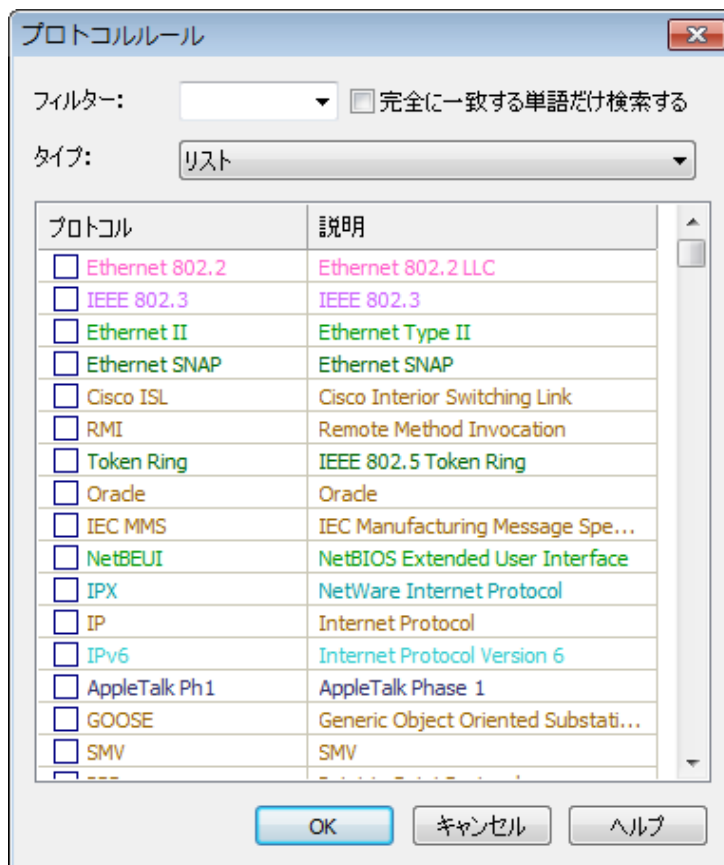 プロトコルルール
フィルター: 完全に一致する単語だけ検索する
タイプ: リスト
プロトコル 説明
Ethernet 802.2 Ethernet 802.2 LLC
IEEE 802.3 IEEE 802.3
Ethernet II Ethernet Type II
Ethernet SNAP Ethernet SNAP
Cisco ISL Cisco Interior Switching Link
RMI Remote Method Invocation
Token Ring IEEE 802.5 Token Ring
Oracle Oracle
IEC MMS IEC Manufacturing Message Spe...
NetBEUI NetBIOS Extended User Interface
IPX NetWare Internet Protocol
IP Internet Protocol
IPv6 Internet Protocol Version 6
AppleTalk Ph1 AppleTalk Phase 1
GOOSE Generic Object Oriented Substati...
SMV SMV
OK キャンセル ヘルプ